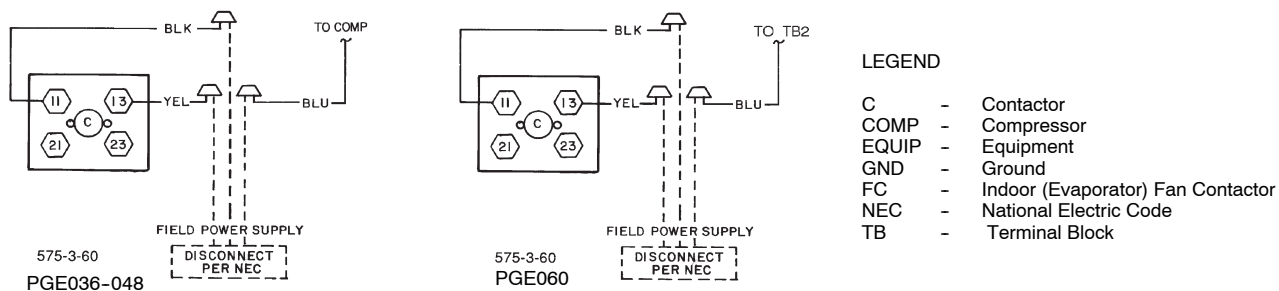 BLK
TO COMP
11
13
YEL
BLU
C
21
23
FIELD POWER SUPPLY
DISCONNECT
PER NEC
575-3-60
PGE036-048
BLK
TO TB2
11
13
YEL
BLU
C
21
23
FIELD POWER SUPPLY
DISCONNECT
PER NEC
575-3-60
PGE060
LEGEND
C - Contactor
COMP - Compressor
EQUIP - Equipment
GND - Ground
FC - Indoor (Evaporator) Fan Contactor
NEC - National Electric Code
TB - Terminal Block